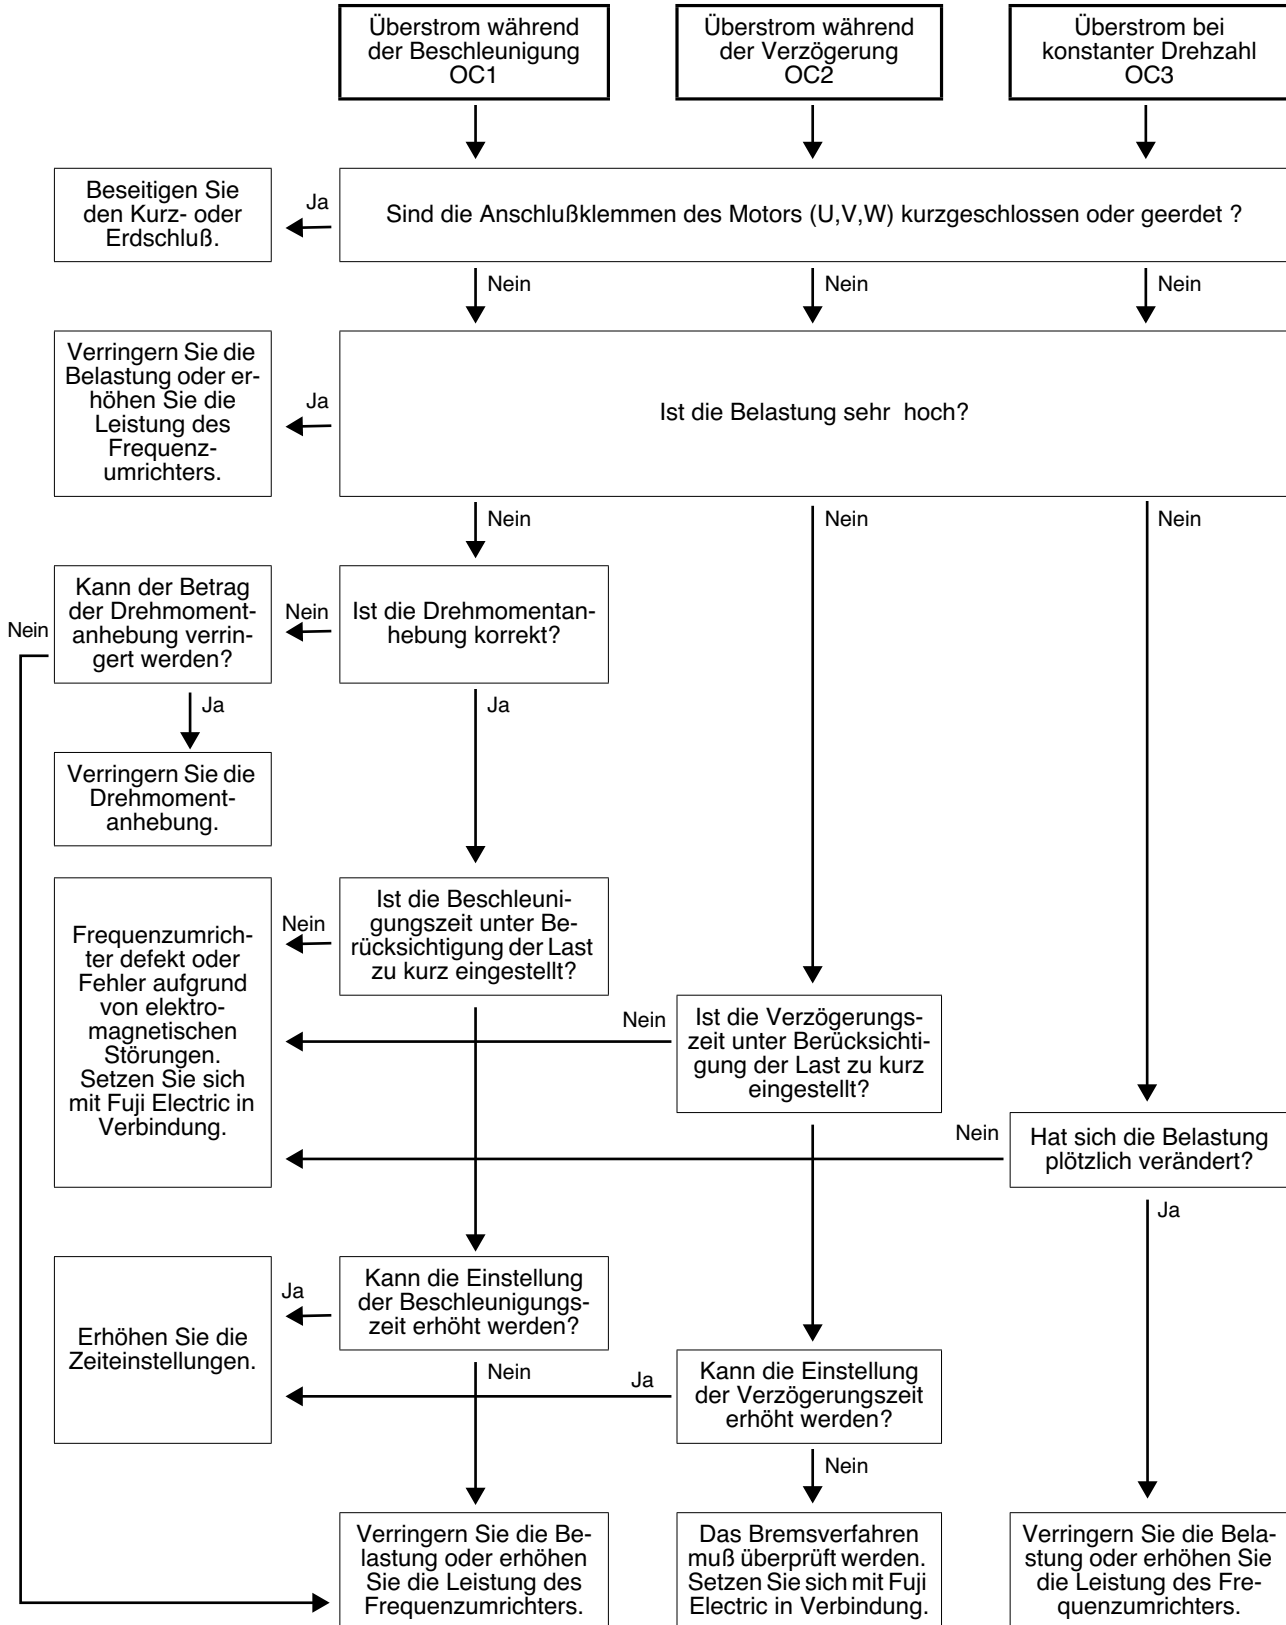 Überstrom während
der Beschleunigung
OC1
Überstrom während
der Verzögerung
OC2
Überstrom bei
konstanter Drehzahl
OC3
Beseitigen Sie
den Kurz- oder
Erdschluß.
Ja
Sind die Anschlußklemmen des Motors (U,V,W) kurzgeschlossen oder geerdet ?
Nein
Nein
Nein
Verringern Sie die
Belastung oder er-
höhen Sie die
Leistung des
Frequenz-
umrichters.
Ja
Ist die Belastung sehr hoch?
Nein
Nein
Nein
Nein
Kann der Betrag
der Drehmoment-
anhebung verrin-
gert werden?
Nein
Ist die Drehmomentan-
hebung korrekt?
Ja
Ja
Verringern Sie die
Drehmoment-
anhebung.
Frequenzumrich-
ter defekt oder
Fehler aufgrund
von elektro-
magnetischen
Störungen.
Setzen Sie sich
mit Fuji Electric in
Verbindung.
Nein
Ist die Beschleuni-
gungszeit unter Be-
rücksichtigung der Last
zu kurz eingestellt?
Nein
Ist die Verzögerungs-
zeit unter Berücksichti-
gung der Last zu kurz
eingestellt?
Nein
Hat sich die Belastung
plötzlich verändert?
Ja
Erhöhen Sie die
Zeiteinstellungen.
Ja
Kann die Einstellung
der Beschleunigungs-
zeit erhöht werden?
Nein
Ja
Kann die Einstellung
der Verzögerungszeit
erhöht werden?
Nein
Verringern Sie die Be-
lastung oder erhöhen
Sie die Leistung des
Frequenzumrichters.
Das Bremsverfahren
muß überprüft werden.
Setzen Sie sich mit Fuji
Electric in Verbindung.
Verringern Sie die Bela-
stung oder erhöhen Sie
die Leistung des Fre-
quenzumrichters.